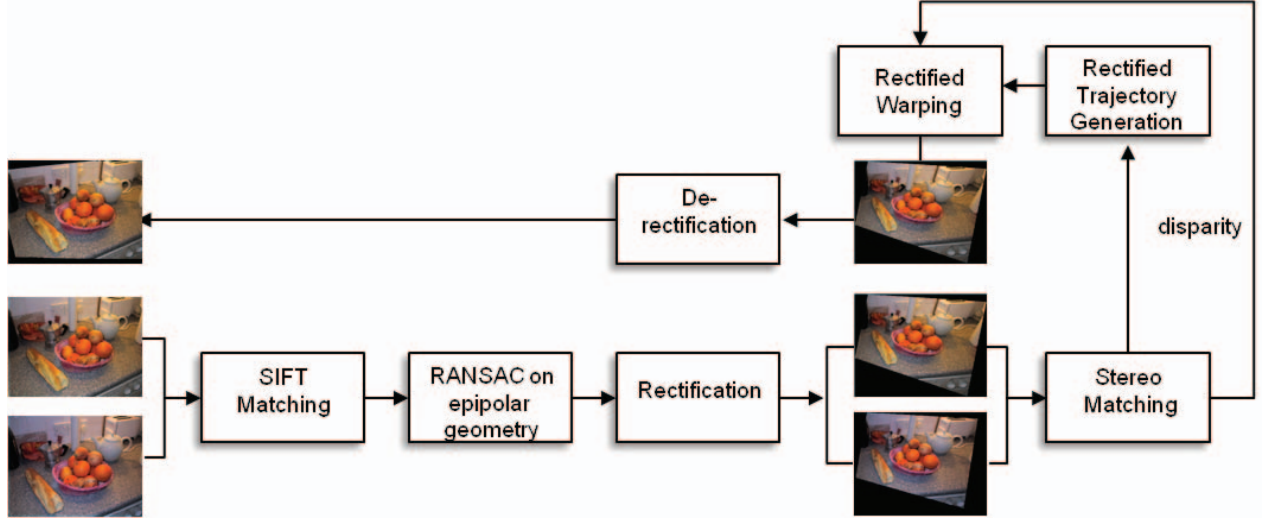 Rectified
Warping
Rectified
Trajectory
Generation
De-
rectification
disparity
SIFT
Matching
RANSAC on
epipolar
geometry
Rectification
Stereo
Matching